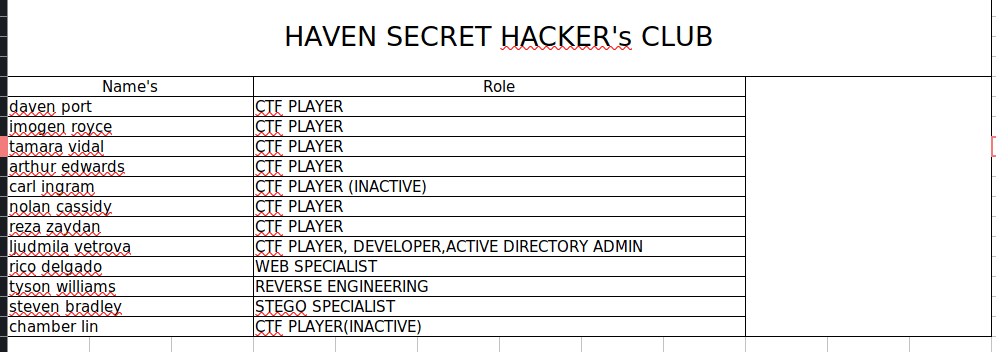 HAVEN SECRET HACKER's CLUB
Name's Role
daven port CTF PLAYER
imogen royce CTF PLAYER
tamara vidal CTF PLAYER
arthur edwards CTF PLAYER
carl ingram CTF PLAYER (INACTIVE)
nolan cassidy CTF PLAYER
reza zaydan CTF PLAYER
ljudmila vetrova CTF PLAYER, DEVELOPER,ACTIVE DIRECTORY ADMIN
rico delgado WEB SPECIALIST
tyson williams REVERSE ENGINEERING
steven bradley STEGO SPECIALIST
chamber lin CTF PLAYER(INACTIVE)